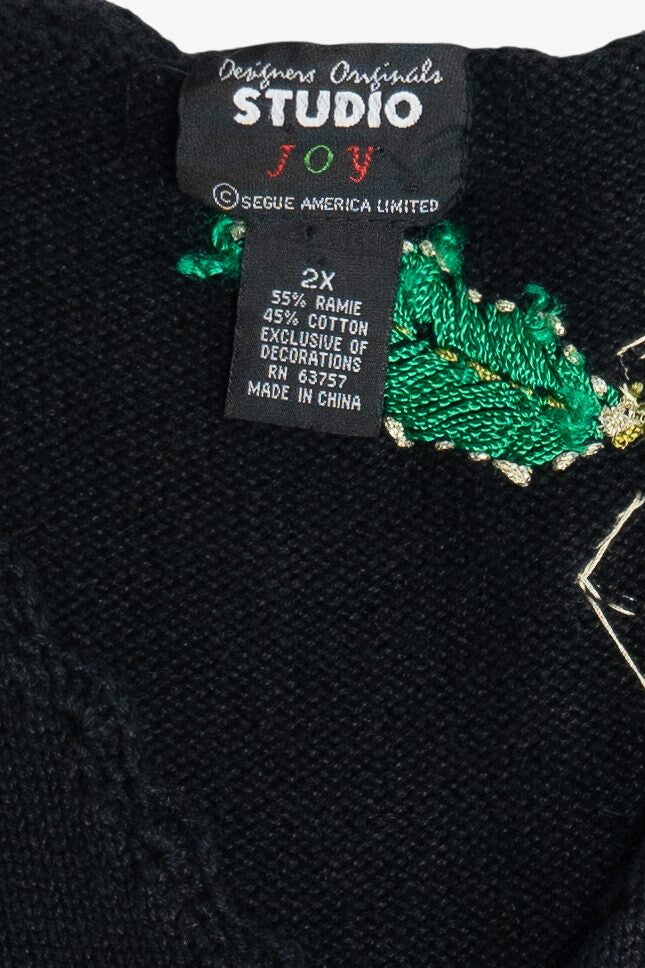 Designers Originals
STUDIO
JOY
©SEGUE AMERICA LIMITED
2X
55% RAMIE
45% COTTON
EXCLUSIVE OF
DECORATIONS
RN 63757
MADE IN CHINA